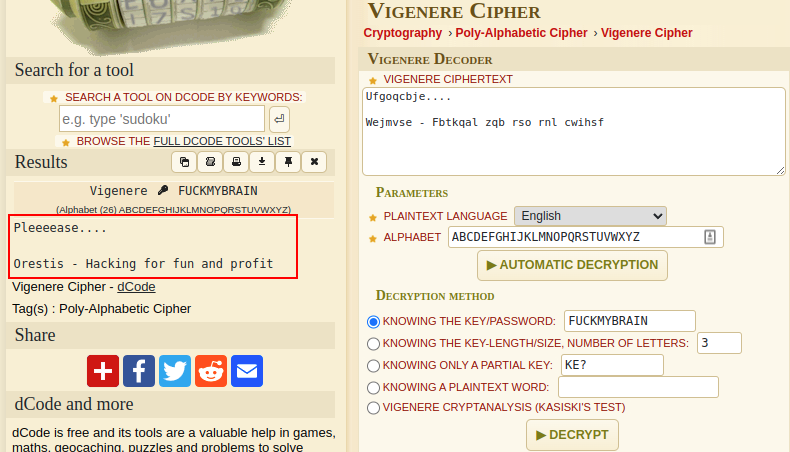 Search for a tool
SEARCH A TOOL ON DCODE BY KEYWORDS:
e.g. type 'sudoku'
BROWSE THE FULL DCODE TOOLS' LIST
Results
Vigenere FUCKMYBRAIN
(Alphabet (26) ABCDEFGHIJKLMNOPQRSTUVWXYZ)
Pleeeease....
Orestis - Hacking for fun and profit
Vigenere Cipher - dCode
Tag(s) : Poly-Alphabetic Cipher
Share
dCode and more
dCode is free and its tools are a valuable help in games,
maths, geocaching, puzzles and problems to solve
VIGENERE CIPHER
Cryptography › Poly-Alphabetic Cipher › Vigenere Cipher
VIGENERE DECODER
VIGENERE CIPHERTEXT
Ufgoqcbje....
Wejmvse - Fbtkqal zqb rso rnl cwihsf
PARAMETERS
PLAINTEXT LANGUAGE English
ALPHABET ABCDEFGHIJKLMNOPQRSTUVWXYZ
▶ AUTOMATIC DECRYPTION
DECRYPTION METHOD
KNOWING THE KEY/PASSWORD: FUCKMYBRAIN
KNOWING THE KEY-LENGTH/SIZE, NUMBER OF LETTERS: 3
KNOWING ONLY A PARTIAL KEY: KE?
KNOWING A PLAINTEXT WORD:
VIGENERE CRYPTANALYSIS (KASISKI'S TEST)
▶ DECRYPT